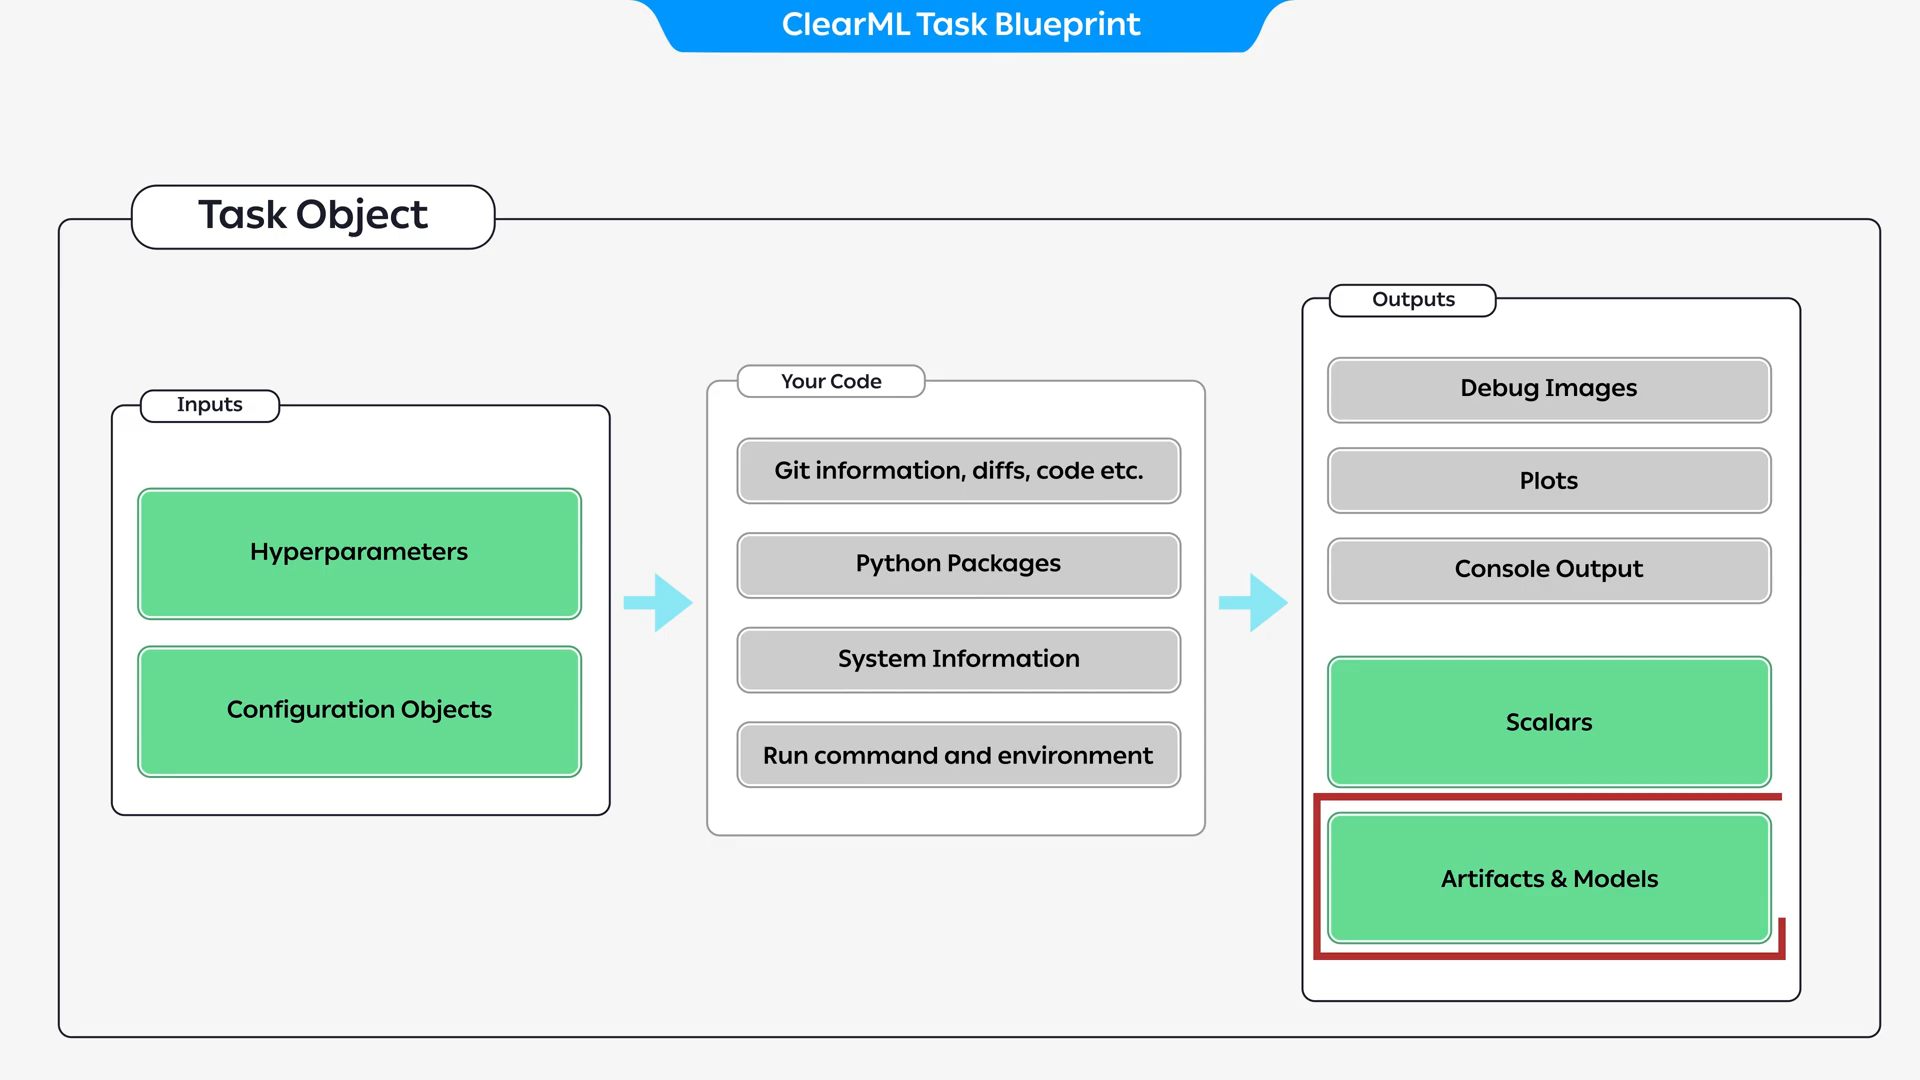 ClearML Task Blueprint
Task Object
Inputs
Hyperparameters
Configuration Objects
Your Code
Git information, diffs, code etc.
Python Packages
System Information
Run command and environment
Outputs
Debug Images
Plots
Console Output
Scalars
Artifacts & Models